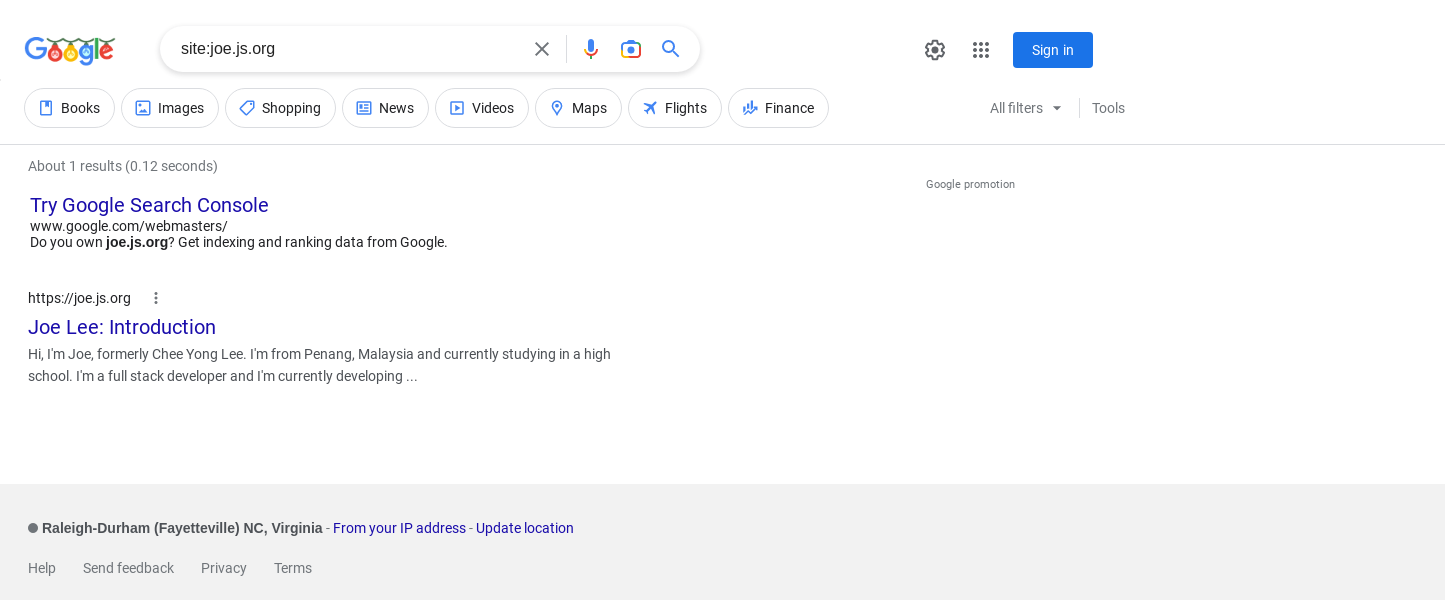 Google
site:joe.js.org
Sign in
Books
Images
Shopping
News
Videos
Maps
Flights
Finance
All filters
Tools
About 1 results (0.12 seconds)
Google promotion
Try Google Search Console
www.google.com/webmasters/
Do you own joe.js.org? Get indexing and ranking data from Google.
https://joe.js.org
Joe Lee: Introduction
Hi, I'm Joe, formerly Chee Yong Lee. I'm from Penang, Malaysia and currently studying in a high
school. I'm a full stack developer and I'm currently developing ...
Raleigh-Durham (Fayetteville) NC, Virginia - From your IP address - Update location
Help Send feedback Privacy Terms